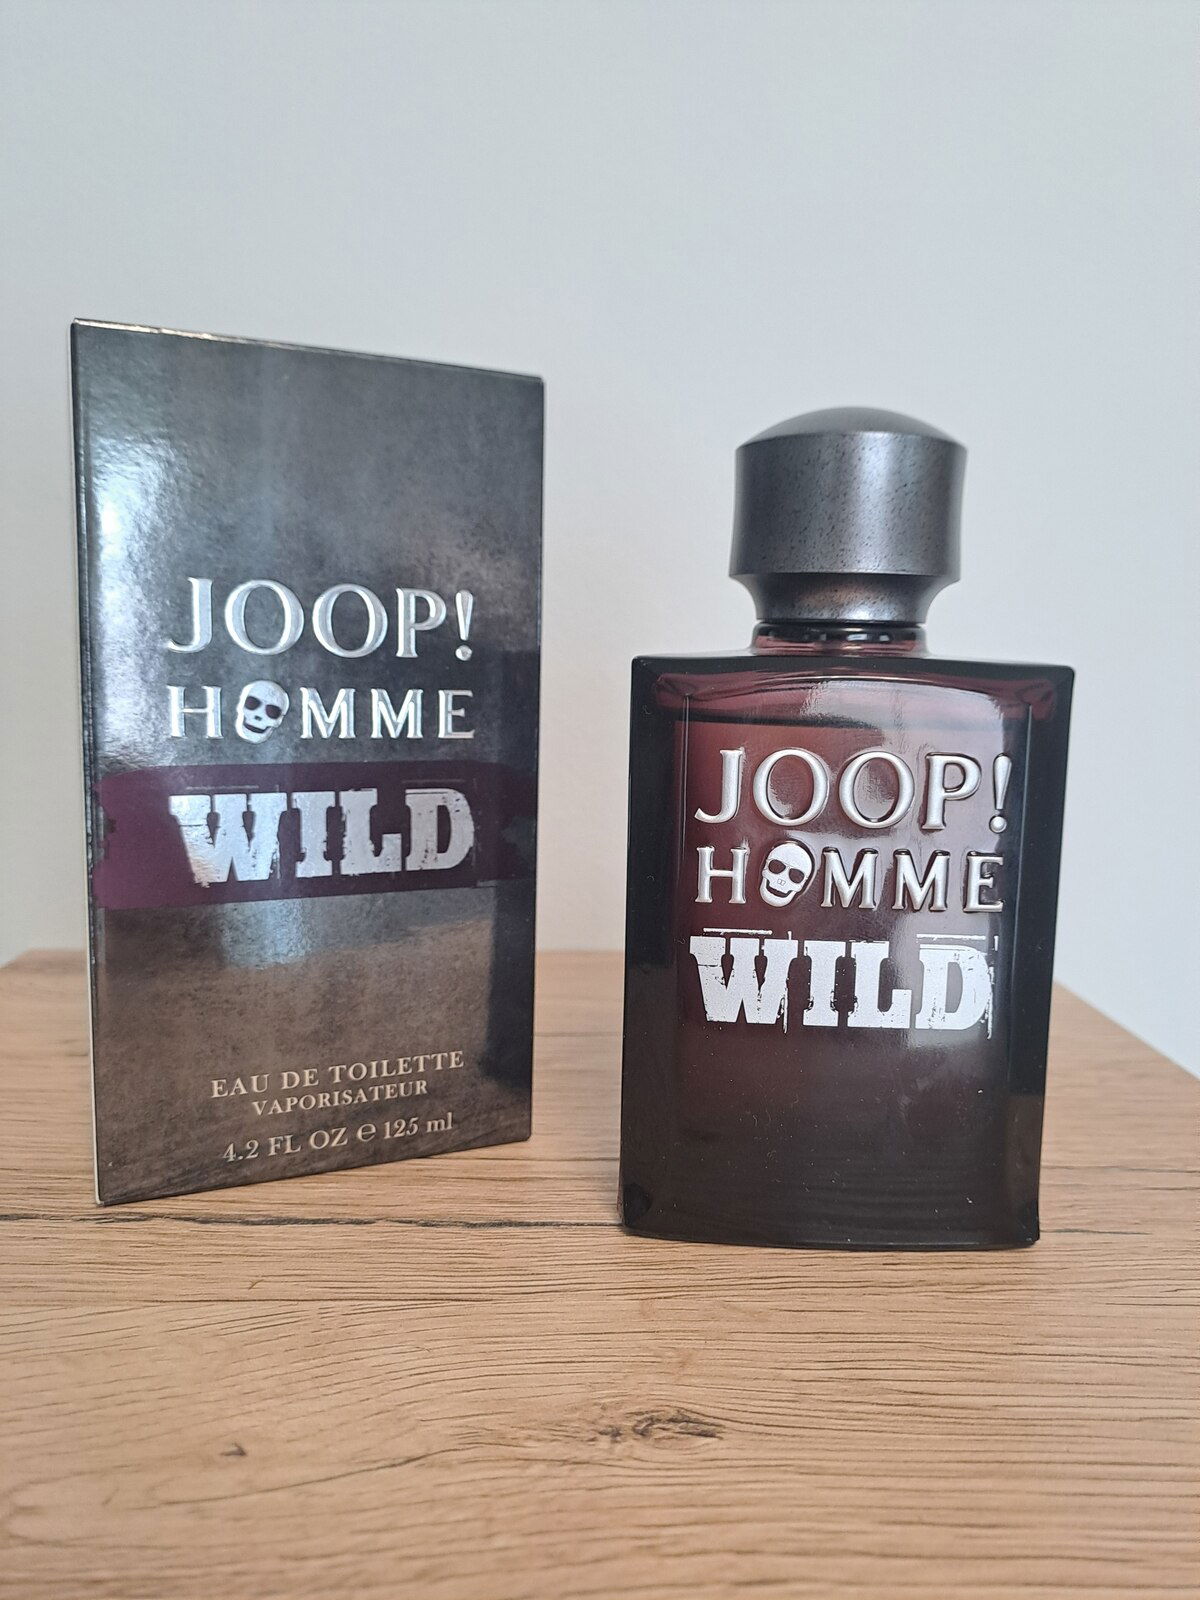 JOOP!
HOMME
WILD
EAU DE TOILETTE
VAPORISATEUR
4.2 FL OZ ℮ 125 ml
JOOP!
HOMME
WILD